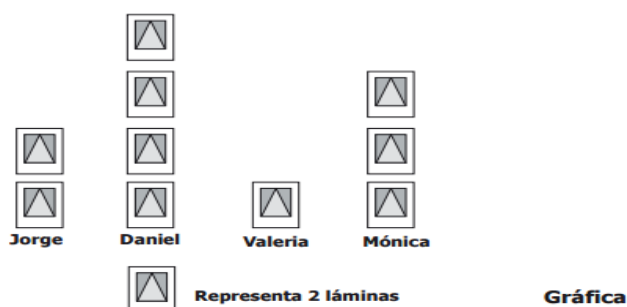 Jorge Daniel Valeria Mónica
Representa 2 láminas Gráfica